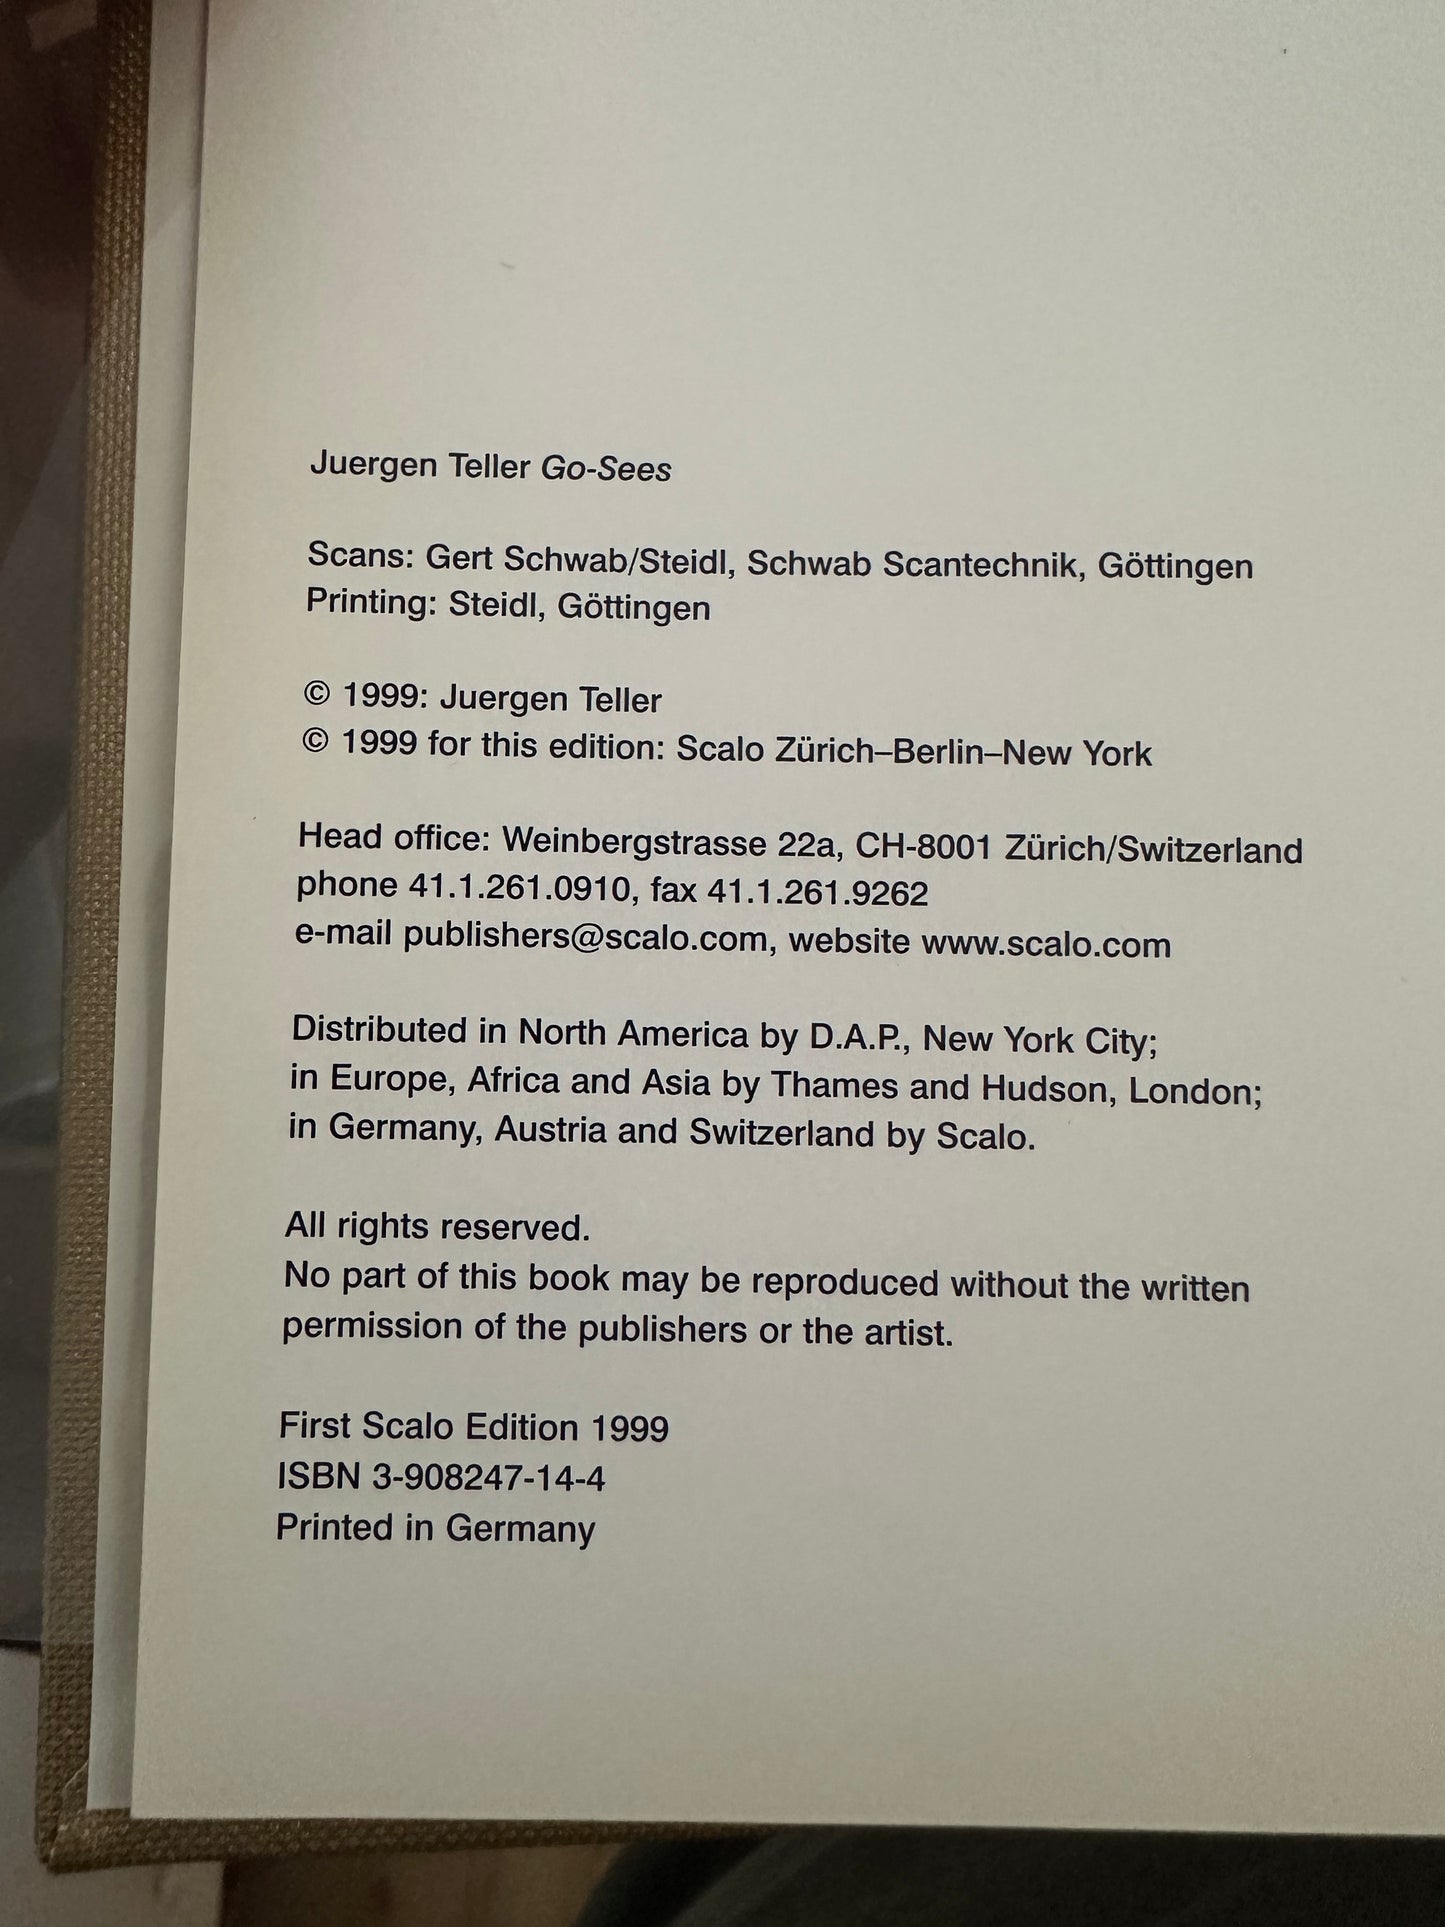 Juergen Teller Go-Sees
Scans: Gert Schwab/Steidl, Schwab Scantechnik, Göttingen
Printing: Steidl, Göttingen
© 1999: Juergen Teller
© 1999 for this edition: Scalo Zürich–Berlin–New York
Head office: Weinbergstrasse 22a, CH-8001 Zürich/Switzerland
phone 41.1.261.0910, fax 41.1.261.9262
e-mail publishers@scalo.com, website www.scalo.com
Distributed in North America by D.A.P., New York City;
in Europe, Africa and Asia by Thames and Hudson, London;
in Germany, Austria and Switzerland by Scalo.
All rights reserved.
No part of this book may be reproduced without the written
permission of the publishers or the artist.
First Scalo Edition 1999
ISBN 3-908247-14-4
Printed in Germany